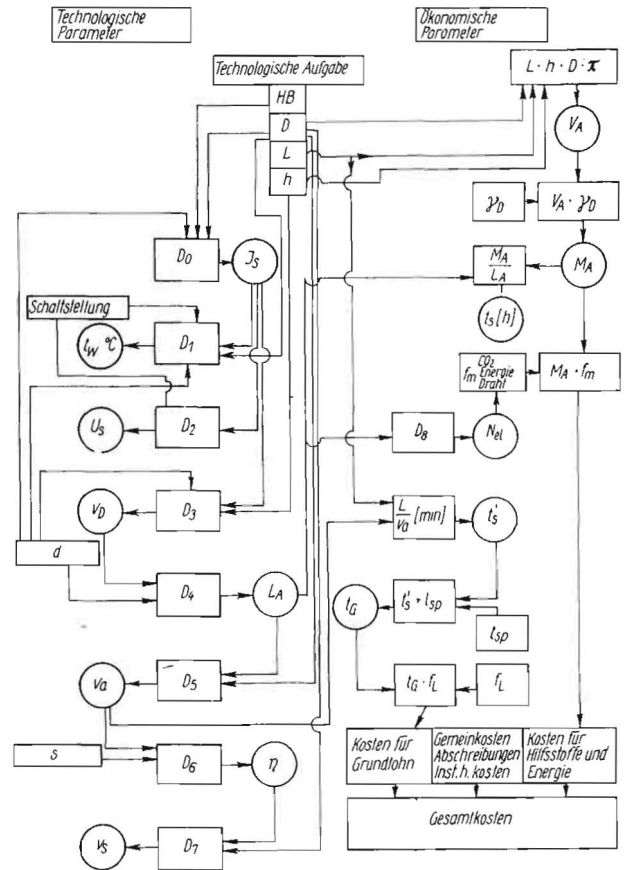 Technologische
Parameter
Ökonomische
Parameter
Technologische Aufgabe
HB
D
L
h
L · h · D · π
V_A
γ_D
V_A · γ_D
D_0
J_S
M_A
L_A
M_A
t_s [h]
Schaltstellung
t_W °C
D_1
U_S
D_2
f_m CO_2
Energie
Draht
M_A · f_m
D_8
N_el
v_D
D_3
L
v_a
[min]
t'_s
d
D_4
L_A
t_G
t'_s + t_sp
t_sp
v_a
D_5
t_G · f_L
f_L
s
D_6
η
Kosten für
Grundlohn
Gemeinkosten
Abschreibungen
Inst. h. kosten
Kosten für
Hilfsstoffe und
Energie
v_S
D_7
Gesamtkosten